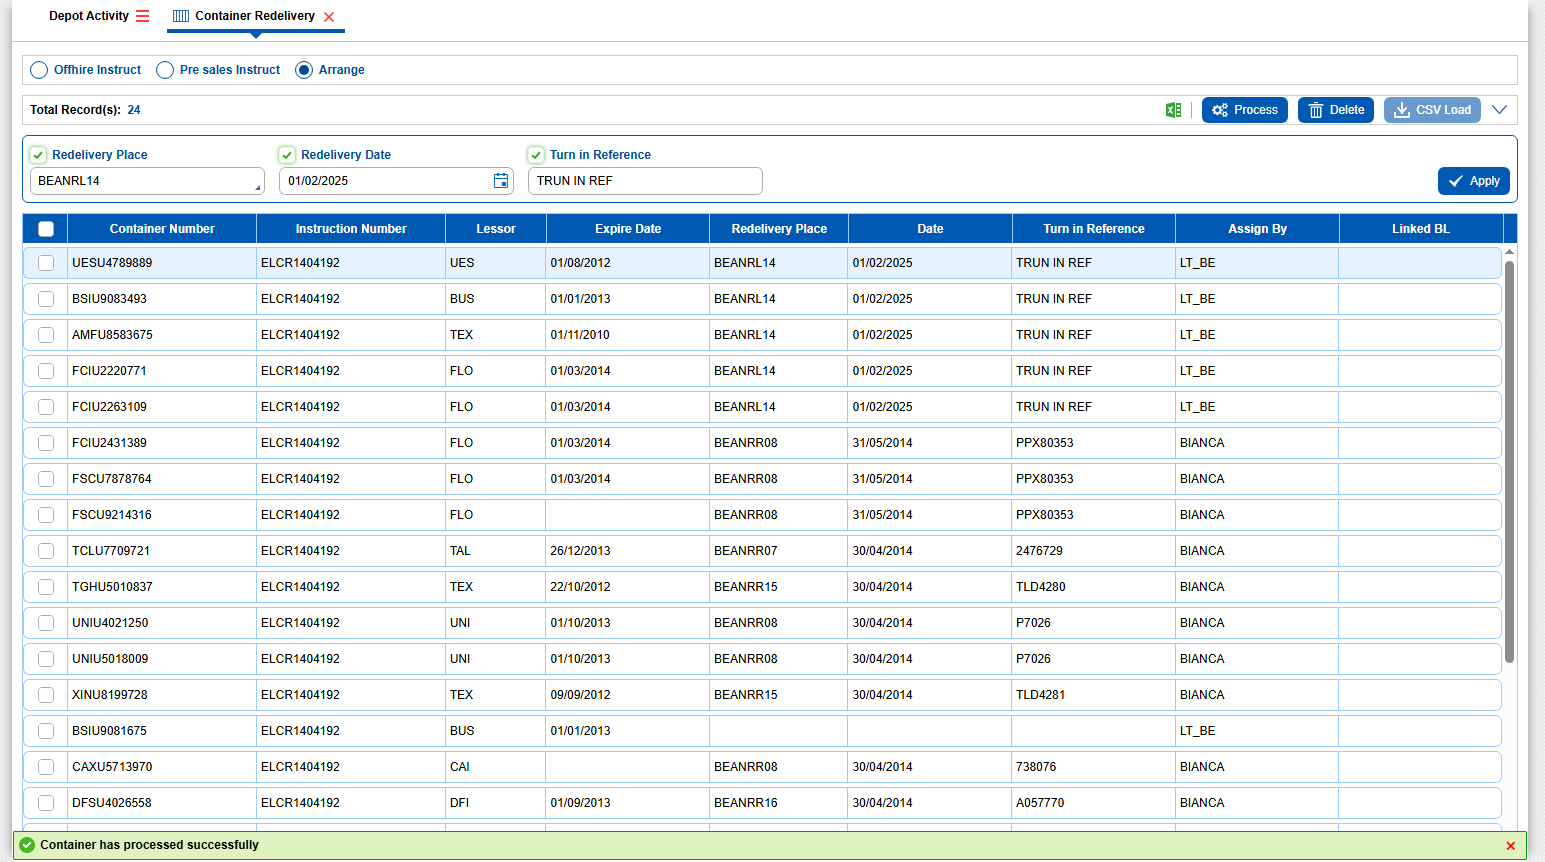 Depot Activity Container Redelivery
Offhire Instruct Pre sales Instruct Arrange
Total Record(s): 24 Process Delete CSV Load
Redelivery Place Redelivery Date Turn in Reference
BEANRL14 01/02/2025 TRUN IN REF Apply
Container Number Instruction Number Lessor Expire Date Redelivery Place Date Turn in Reference Assign By Linked BL
UESU4789889 ELCR1404192 UES 01/08/2012 BEANRL14 01/02/2025 TRUN IN REF LT_BE
BSIU9083493 ELCR1404192 BUS 01/01/2013 BEANRL14 01/02/2025 TRUN IN REF LT_BE
AMFU8583675 ELCR1404192 TEX 01/11/2010 BEANRL14 01/02/2025 TRUN IN REF LT_BE
FCIU2220771 ELCR1404192 FLO 01/03/2014 BEANRL14 01/02/2025 TRUN IN REF LT_BE
FCIU2263109 ELCR1404192 FLO 01/03/2014 BEANRL14 01/02/2025 TRUN IN REF LT_BE
FCIU2431389 ELCR1404192 FLO 01/03/2014 BEANRR08 31/05/2014 PPX80353 BIANCA
FSCU7878764 ELCR1404192 FLO 01/03/2014 BEANRR08 31/05/2014 PPX80353 BIANCA
FSCU9214316 ELCR1404192 FLO BEANRR08 31/05/2014 PPX80353 BIANCA
TCLU7709721 ELCR1404192 TAL 26/12/2013 BEANRR07 30/04/2014 2476729 BIANCA
TGHU5010837 ELCR1404192 TEX 22/10/2012 BEANRR15 30/04/2014 TLD4280 BIANCA
UNIU4021250 ELCR1404192 UNI 01/10/2013 BEANRR08 30/04/2014 P7026 BIANCA
UNIU5018009 ELCR1404192 UNI 01/10/2013 BEANRR08 30/04/2014 P7026 BIANCA
XINU8199728 ELCR1404192 TEX 09/09/2012 BEANRR15 30/04/2014 TLD4281 BIANCA
BSIU9081675 ELCR1404192 BUS 01/01/2013 LT_BE
CAXU5713970 ELCR1404192 CAI BEANRR08 30/04/2014 738076 BIANCA
DFSU4026558 ELCR1404192 DFI 01/09/2013 BEANRR16 30/04/2014 A057770 BIANCA
Container has processed successfully